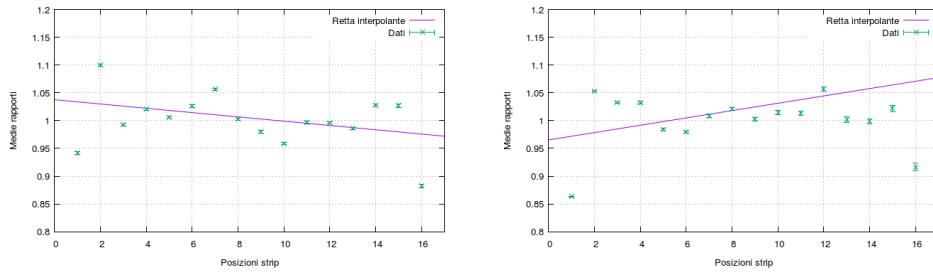 1.2
1.15
1.1
1.05
1
0.95
0.9
0.85
0.8
Medie rapporti
Retta interpolante
Dati
0 2 4 6 8 10 12 14 16
Posizioni strip
1.2
1.15
1.1
1.05
1
0.95
0.9
0.85
0.8
Medie rapporti
Retta interpolante
Dati
0 2 4 6 8 10 12 14 16
Posizioni strip